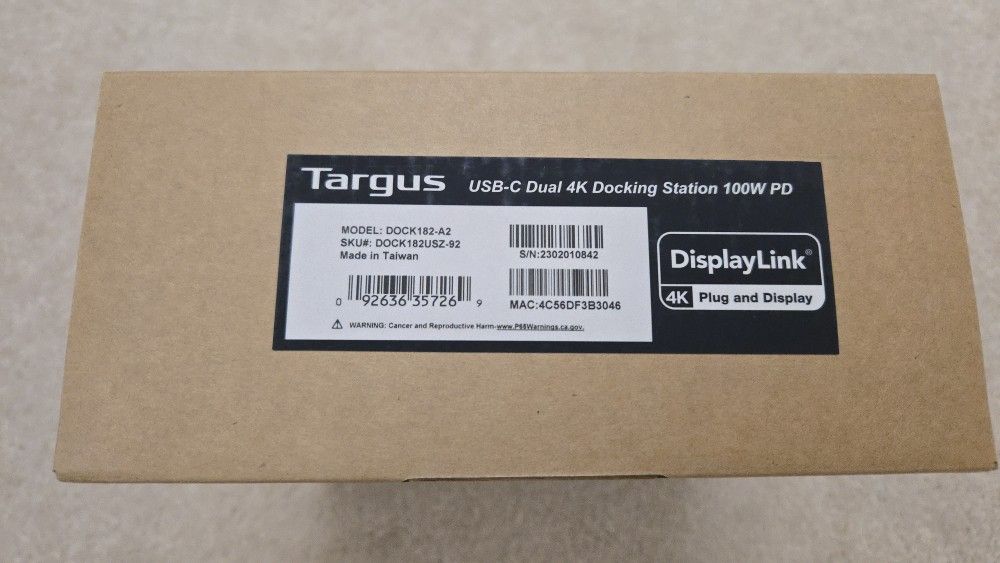 Targus USB-C Dual 4K Docking Station 100W PD
MODEL: DOCK182-A2
SKU#: DOCK182USZ-92
Made in Taiwan
0 92636 35726 9
⚠ WARNING: Cancer and Reproductive Harm-www.P65Warnings.ca.gov.
S/N:2302010842
MAC:4C56DF3B3046
DisplayLink®
4K Plug and Display